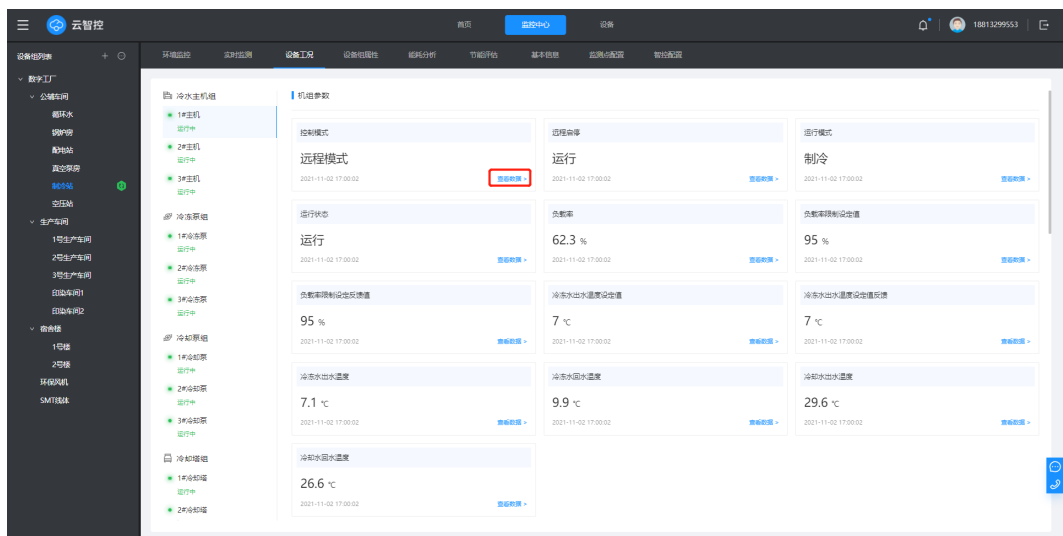 云智控
首页
监控中心
设备
18813299553
设备组列表
环境监控
实时监测
设备工况
设备组属性
能耗分析
节能评估
基本信息
监测点配置
智控配置
数字工厂
公辅车间
循环水
锅炉房
配电站
真空泵房
制冷站
空压站
生产车间
1号生产车间
2号生产车间
3号生产车间
印染车间1
印染车间2
宿舍楼
1号楼
2号楼
环保风机
SMT线体
冷水主机组
1#主机
运行中
2#主机
运行中
3#主机
运行中
冷冻泵组
1#冷冻泵
运行中
2#冷冻泵
运行中
3#冷冻泵
运行中
冷却泵组
1#冷却泵
运行中
2#冷却泵
运行中
3#冷却泵
运行中
冷却塔组
1#冷却塔
运行中
2#冷却塔
机组参数
控制模式
远程模式
2021-11-02 17:00:02
查看数据 >
远程启停
运行
2021-11-02 17:00:02
查看数据 >
运行模式
制冷
2021-11-02 17:00:02
查看数据 >
运行状态
运行
2021-11-02 17:00:02
查看数据 >
负载率
62.3 %
2021-11-02 17:00:02
查看数据 >
负载率限制设定值
95 %
2021-11-02 17:00:02
查看数据 >
负载率限制设定反馈值
95 %
2021-11-02 17:00:02
查看数据 >
冷冻水出水温度设定值
7 ℃
2021-11-02 17:00:02
查看数据 >
冷冻水出水温度设定值反馈
7 ℃
2021-11-02 17:00:02
查看数据 >
冷冻水出水温度
7.1 ℃
2021-11-02 17:00:02
查看数据 >
冷冻水回水温度
9.9 ℃
2021-11-02 17:00:02
查看数据 >
冷却水出水温度
29.6 ℃
2021-11-02 17:00:02
查看数据 >
冷却水回水温度
26.6 ℃
2021-11-02 17:00:02
查看数据 >